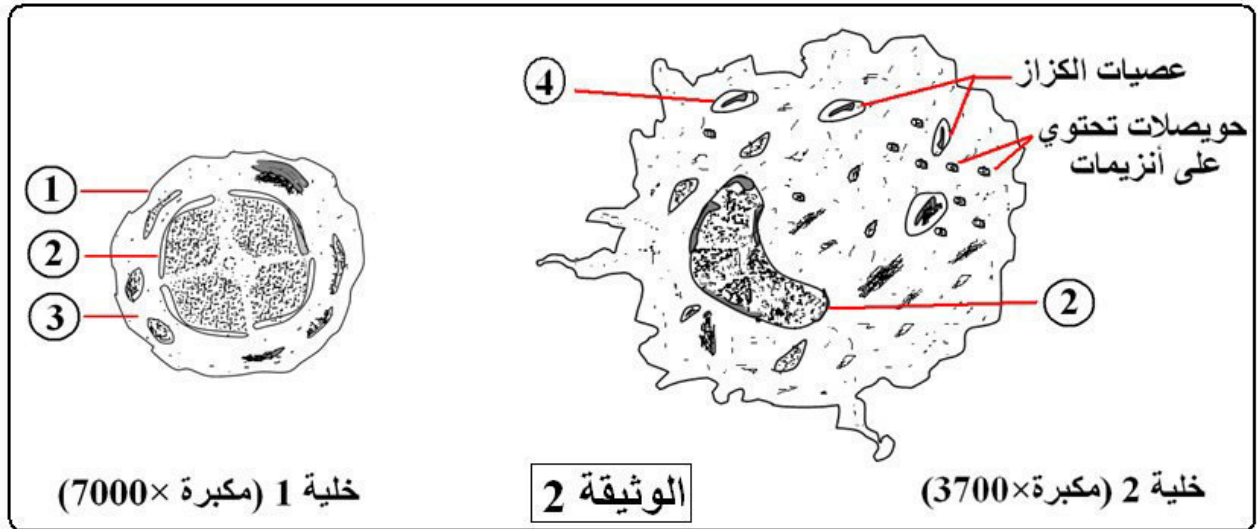 عصيات الكزاز
حويصلات تحتوي
على أنزيمات
4
1
2
3
2
خلية 2 (مكبرة×3700)
الوثيقة 2
خلية 1 (مكبرة ×7000)